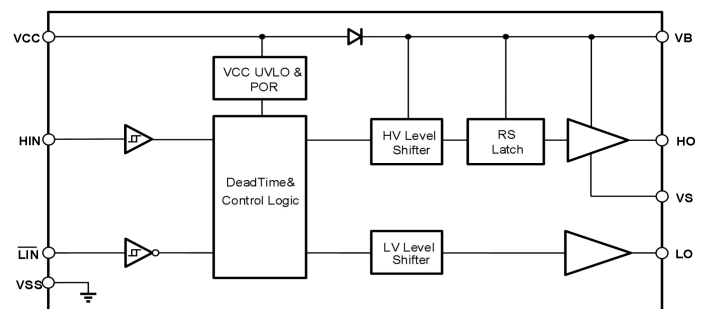 VCC
VB
VCC UVLO &
POR
HIN
HV Level
Shifter
RS
Latch
HO
DeadTime&
Control Logic
VS
LIN
LV Level
Shifter
LO
VSS